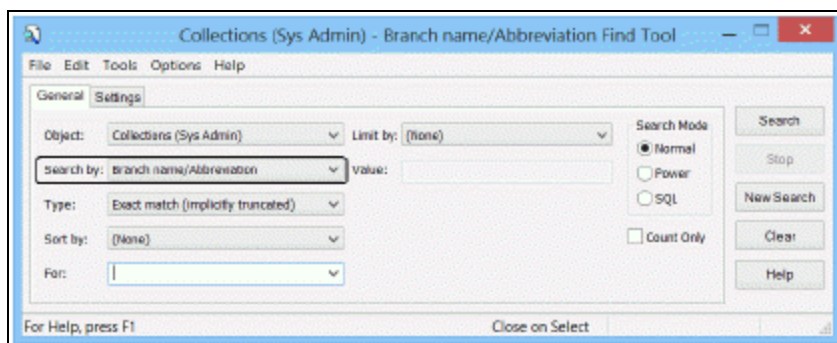 Collections (Sys Admin) - Branch name/Abbreviation Find Tool
File Edit Tools Options Help
General Settings
Object: Collections (Sys Admin) Limit by: (None) Search Mode Search
Normal
Search by: Branch name/Abbreviation Value: Power Stop
Type: Exact match (implicitly truncated) SQL New Search
Sort by: (None) Count Only Clear
For: Help
For Help, press F1 Close on Select